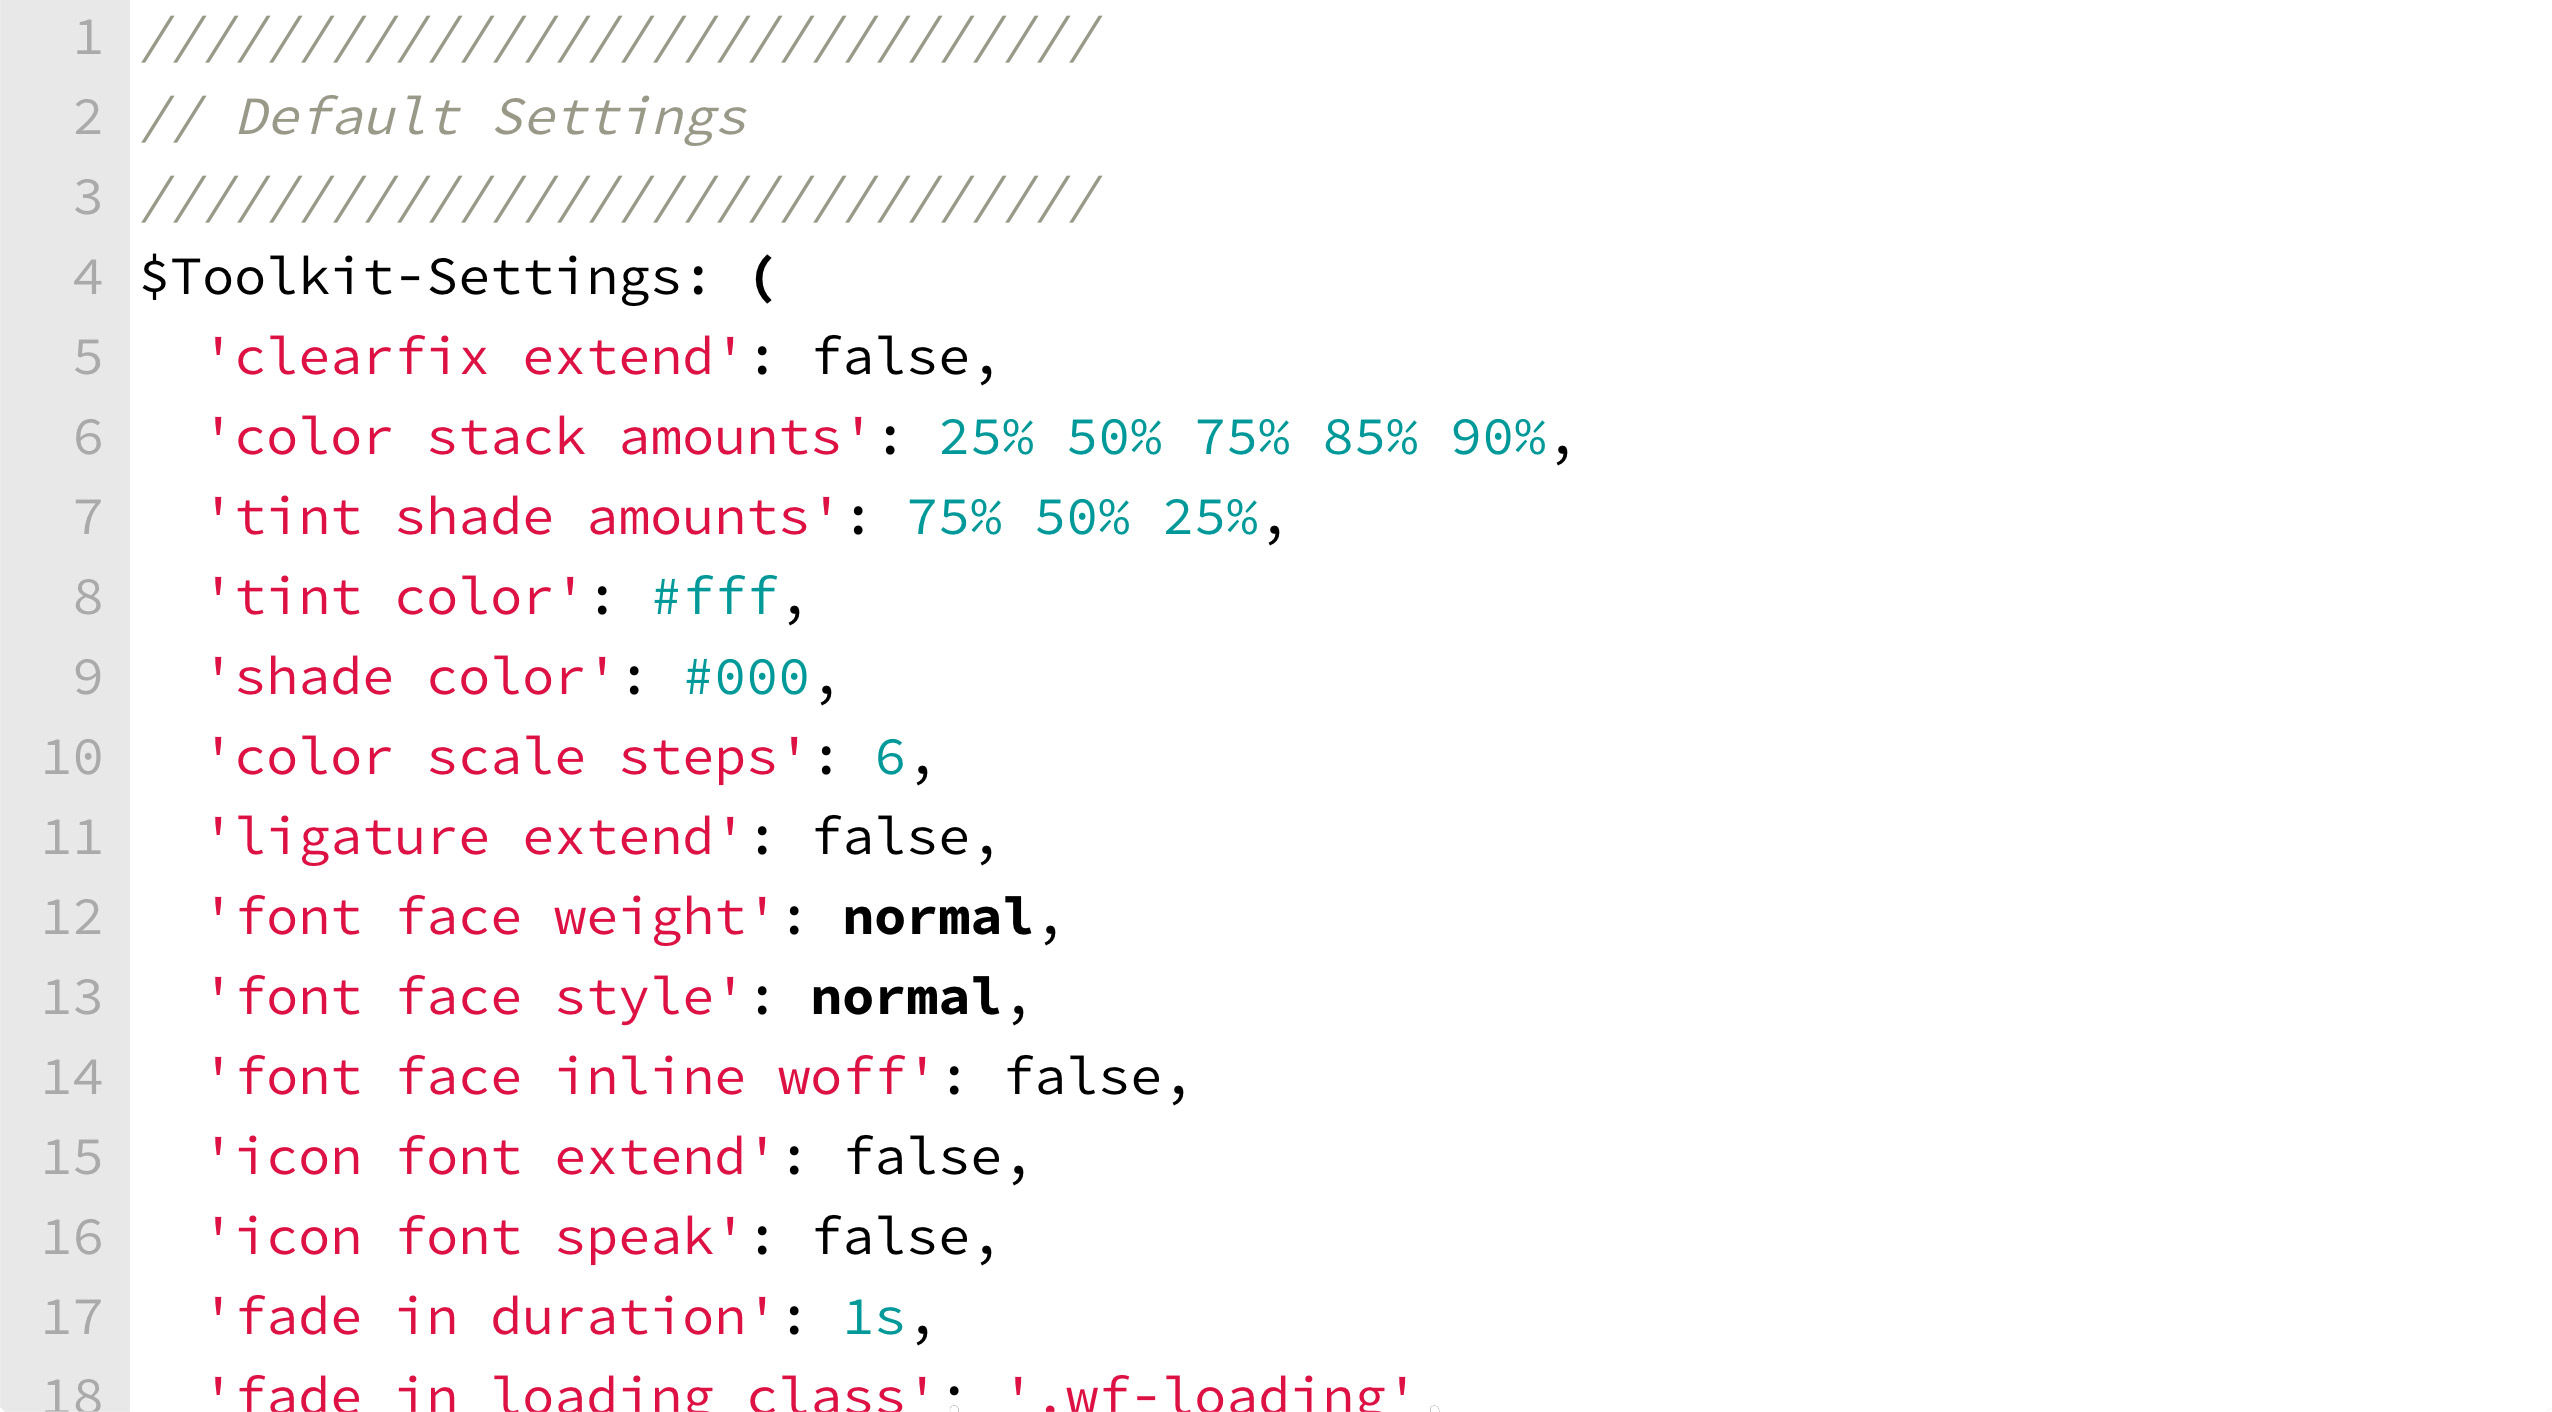 1 //////////////////////////////
2 // Default Settings
3 //////////////////////////////
4 $Toolkit-Settings: (
5 'clearfix extend': false,
6 'color stack amounts': 25% 50% 75% 85% 90%,
7 'tint shade amounts': 75% 50% 25%,
8 'tint color': #fff,
9 'shade color': #000,
10 'color scale steps': 6,
11 'ligature extend': false,
12 'font face weight': normal,
13 'font face style': normal,
14 'font face inline woff': false,
15 'icon font extend': false,
16 'icon font speak': false,
17 'fade in duration': 1s,
18 'fade in loading class': '.wf-loading',